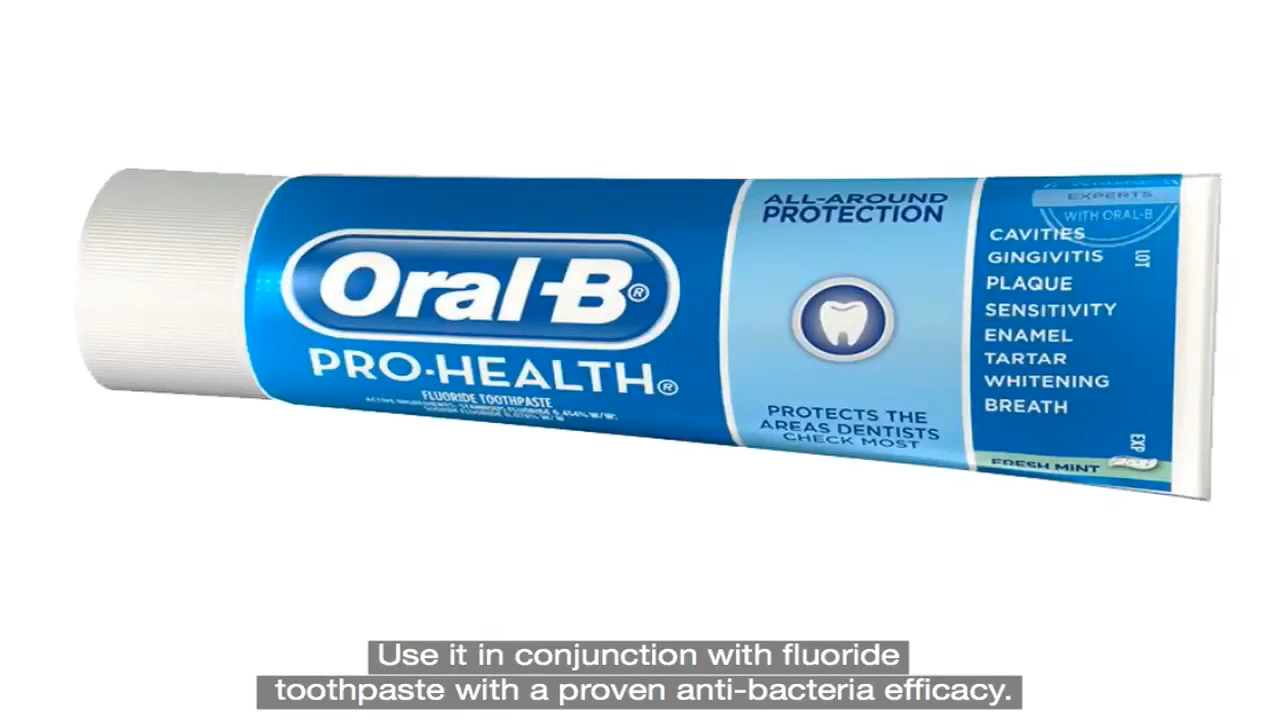 Oral-B®
PRO-HEALTH®
FLUORIDE TOOTHPASTE
ALL-AROUND
PROTECTION
PROTECTS THE
AREAS DENTISTS
CHECK MOST
EXPERTS
WITH ORAL-B
CAVITIES
GINGIVITIS
PLAQUE
SENSITIVITY
ENAMEL
TARTAR
WHITENING
BREATH
LOT
EXP
FRESH MINT
Use it in conjunction with fluoride
toothpaste with a proven anti-bacteria efficacy.